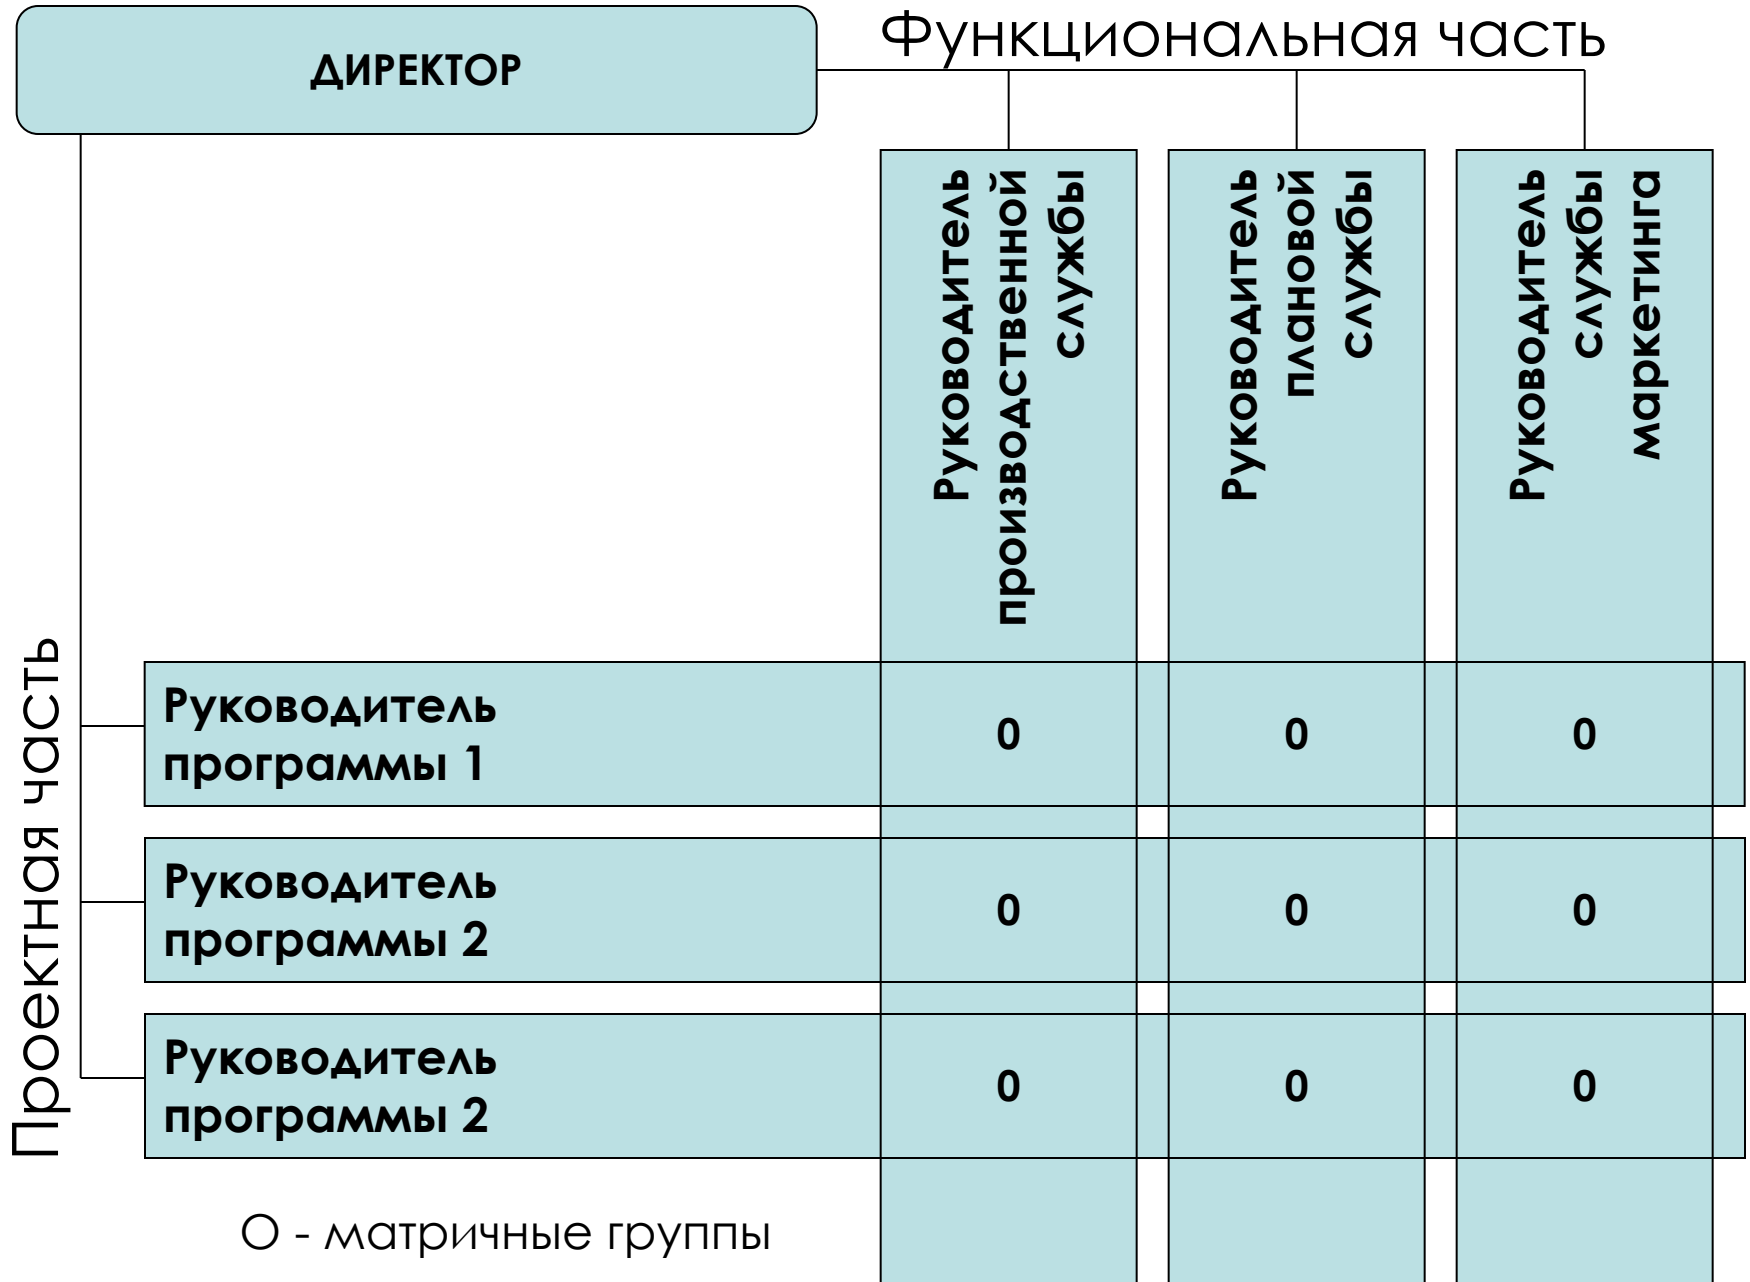 ДИРЕКТОР
Функциональная часть
Руководитель
производственной
службы
Руководитель
плановой
службы
Руководитель
службы
маркетинга
Проектная часть
Руководитель
программы 1
0 0 0
Руководитель
программы 2
0 0 0
Руководитель
программы 2
0 0 0
О - матричные группы